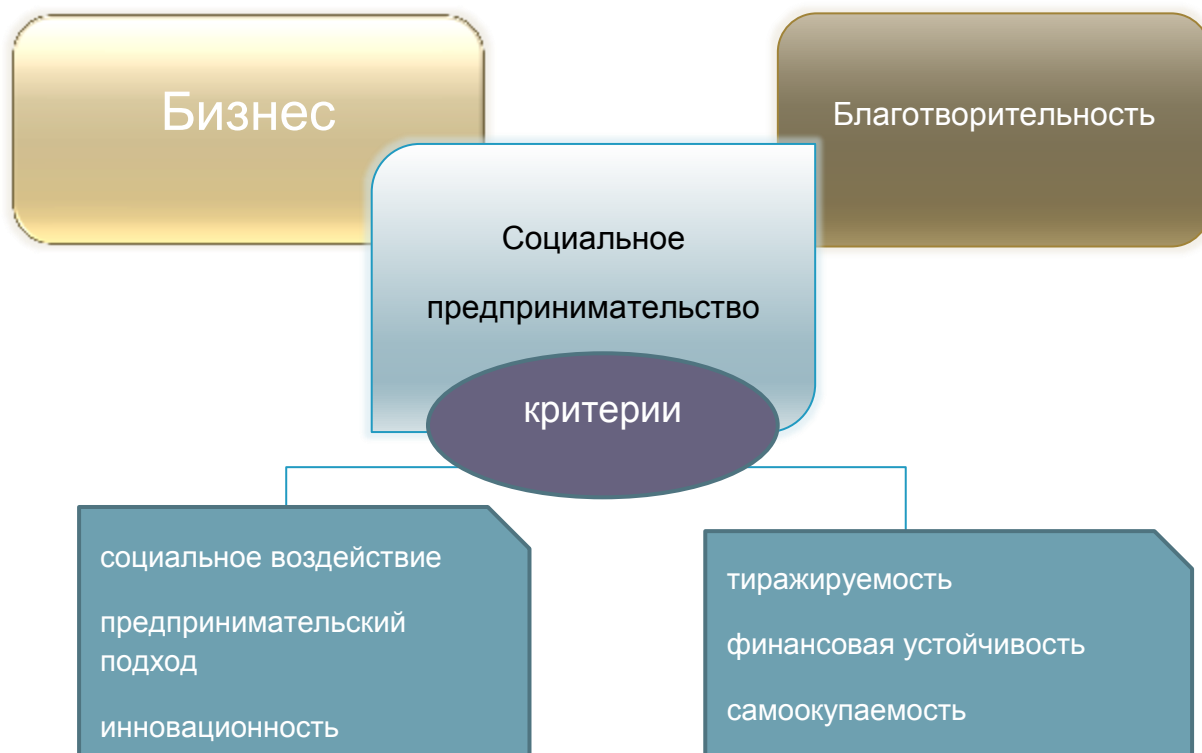 Бизнес
Благотворительность
Социальное
предпринимательство
критерии
социальное воздействие
предпринимательский
подход
инновационность
тиражируемость
финансовая устойчивость
самоокупаемость